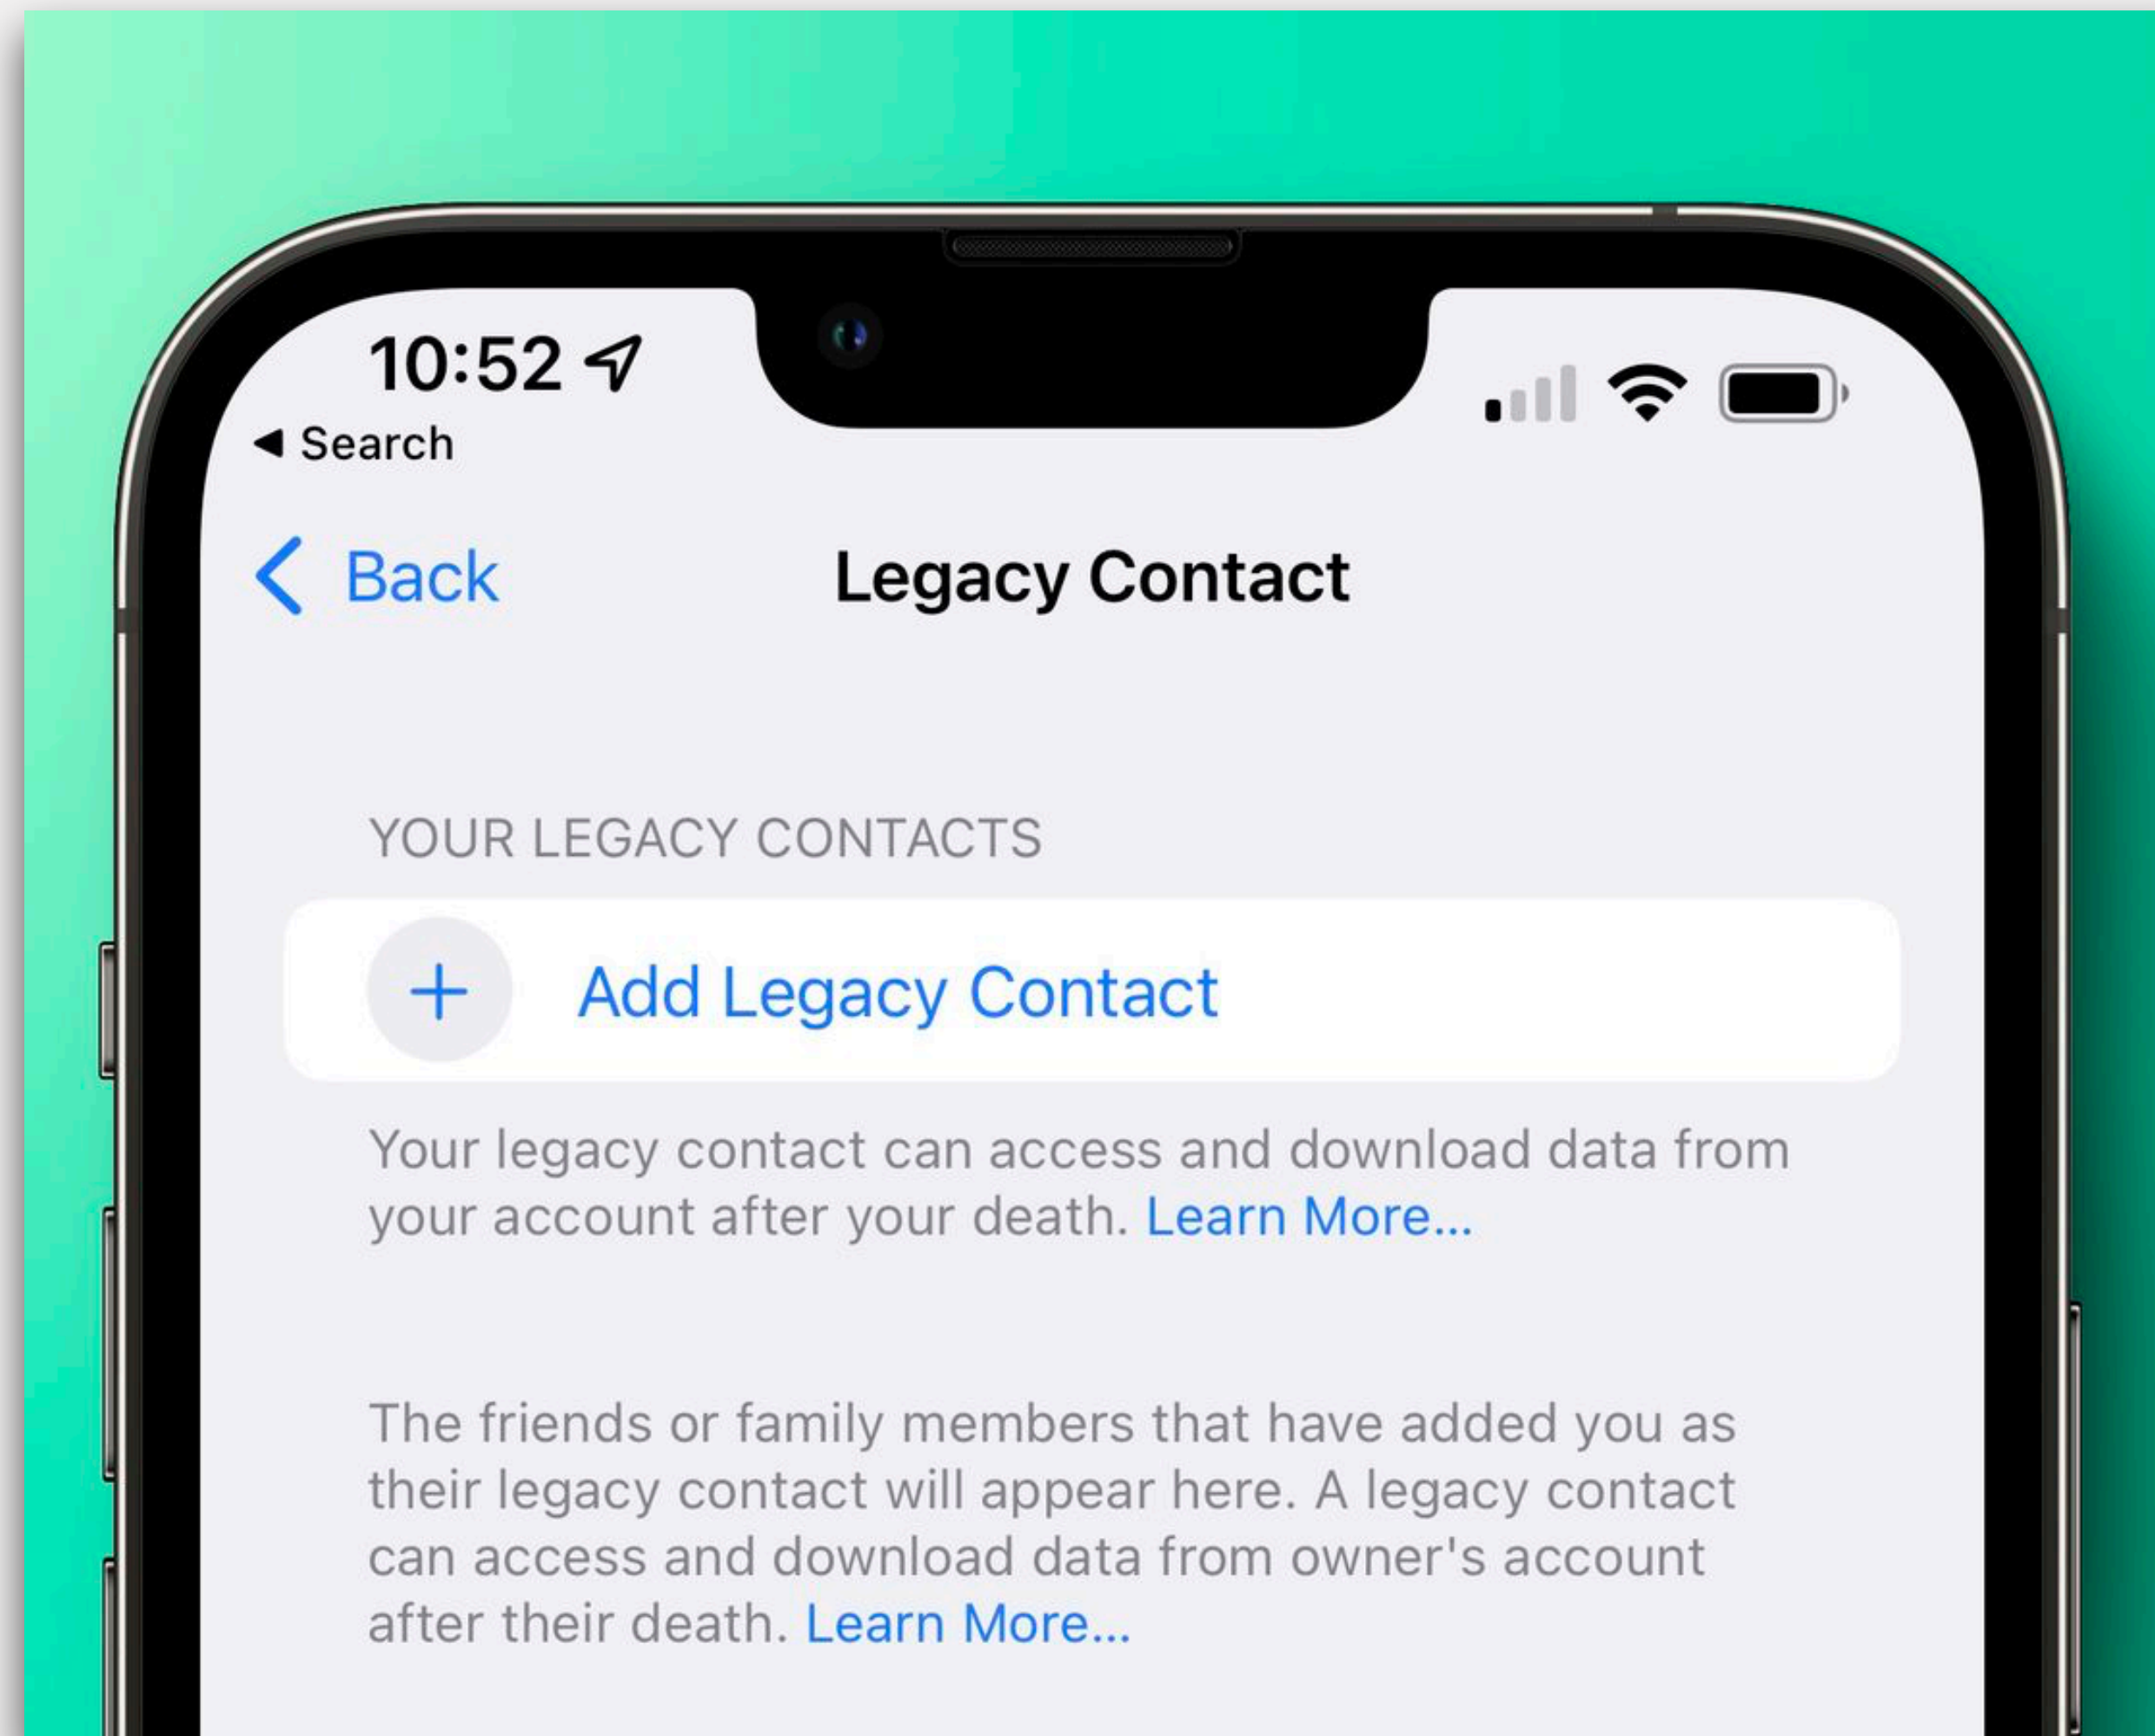 10:52
◀ Search
Back
Legacy Contact
YOUR LEGACY CONTACTS
+ Add Legacy Contact
Your legacy contact can access and download data from
your account after your death. Learn More...
The friends or family members that have added you as
their legacy contact will appear here. A legacy contact
can access and download data from owner's account
after their death. Learn More...